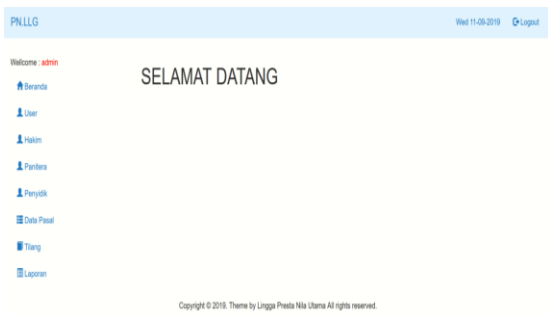 PN.LLG
Wed 11-09-2019 Logout
Wellcome : admin
SELAMAT DATANG
Beranda
User
Hakim
Panitera
Penyidik
Data Pasal
Tilang
Laporan
Copyright © 2019. Theme by Lingga Presta Nila Utama All rights reserved.